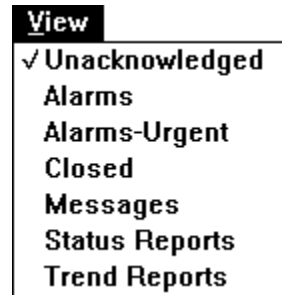 View
✓ Unacknowledged
Alarms
Alarms-Urgent
Closed
Messages
Status Reports
Trend Reports